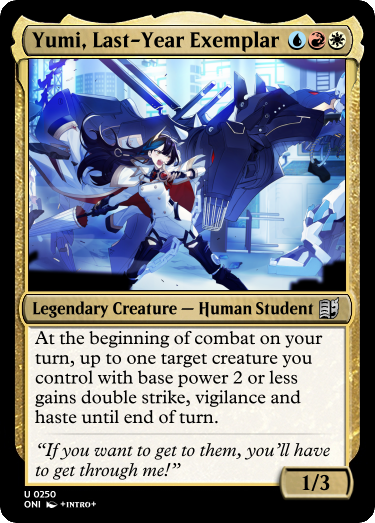 Yumi, Last-Year Exemplar
Legendary Creature — Human Student
At the beginning of combat on your
turn, up to one target creature you
control with base power 2 or less
gains double strike, vigilance and
haste until end of turn.
“If you want to get to them, you’ll have
to get through me!”
1/3
U 0250
ONI +INTRO+